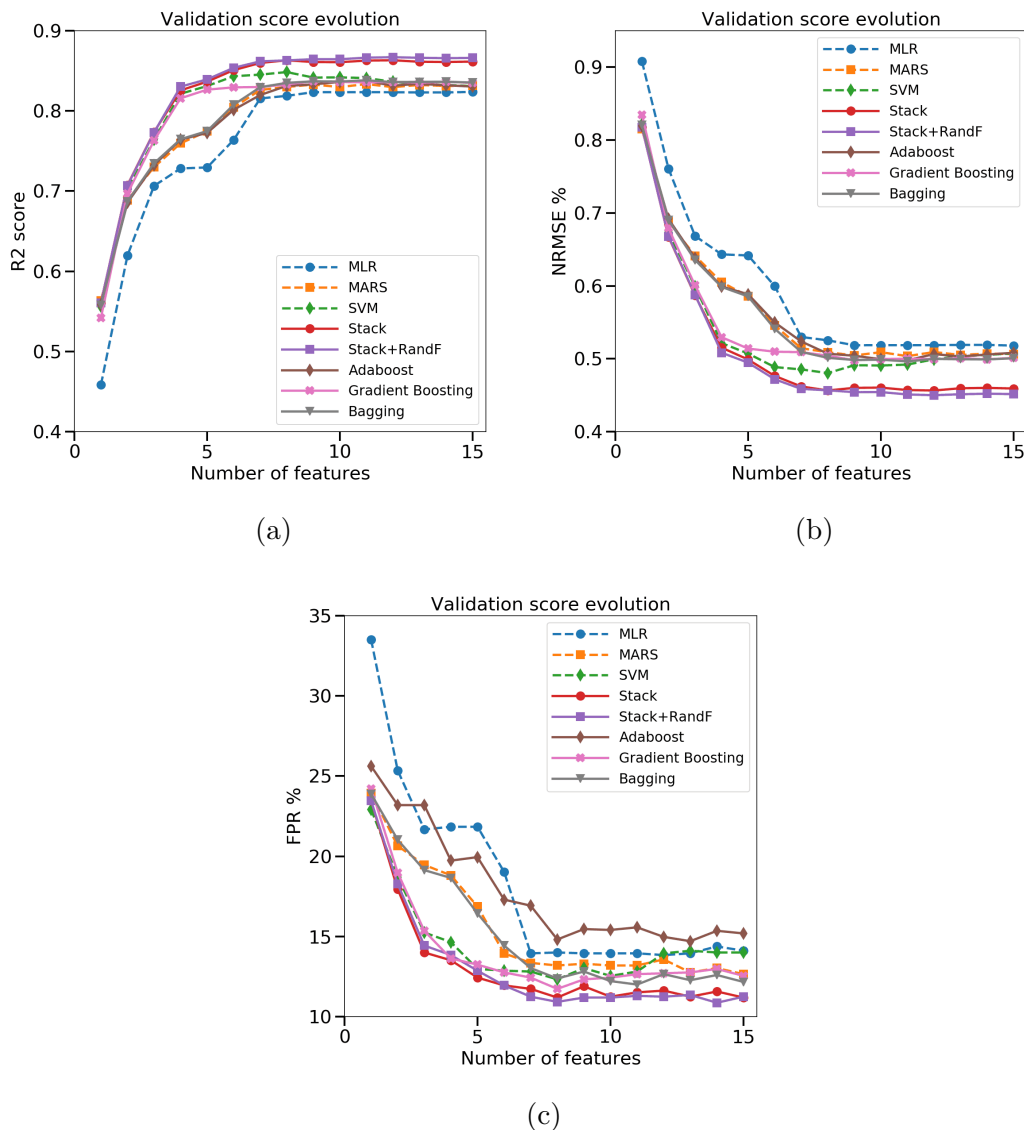 Validation score evolution
R2 score
0.9
0.8
0.7
0.6
0.5
0.4
MLR
MARS
SVM
Stack
Stack+RandF
Adaboost
Gradient Boosting
Bagging
0 5 10 15
Number of features
(a)
Validation score evolution
NRMSE %
0.9
0.8
0.7
0.6
0.5
0.4
MLR
MARS
SVM
Stack
Stack+RandF
Adaboost
Gradient Boosting
Bagging
0 5 10 15
Number of features
(b)
Validation score evolution
FPR %
35
30
25
20
15
10
MLR
MARS
SVM
Stack
Stack+RandF
Adaboost
Gradient Boosting
Bagging
0 5 10 15
Number of features
(c)